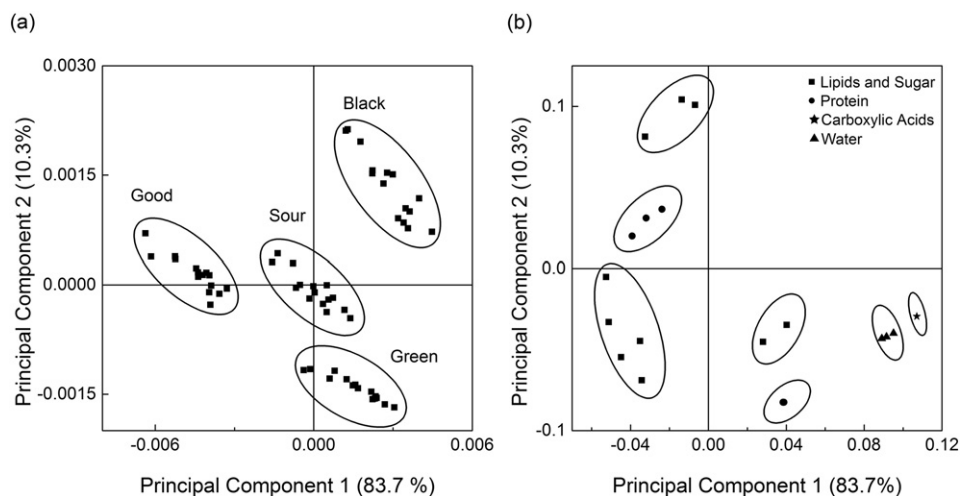 (a)
0.0030
0.0015
0.0000
-0.0015
-0.006
0.000
0.006
Principal Component 2 (10.3%)
Principal Component 1 (83.7 %)
Black
Good
Sour
Green
(b)
0.1
0.0
-0.1
-0.04
0.00
0.04
0.08
0.12
Principal Component 2 (10.3%)
Principal Component 1 (83.7%)
Lipids and Sugar
Protein
Carboxylic Acids
Water